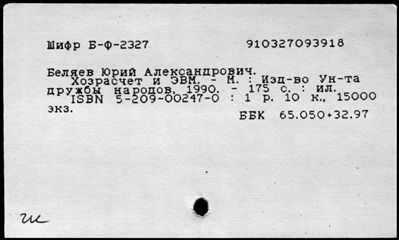 Шифр Б-Ф-2327 910327093918
Беляев Юрий Александрович.
Хозрасчет и ЭВМ. - М. : Изд-во Ун-та
дружбы народов, 1990. - 175 с. : ил.
ISBN 5-209-00247-0 : 1 р. 10 к., 15000
экз.
ББК 65.050+32.97